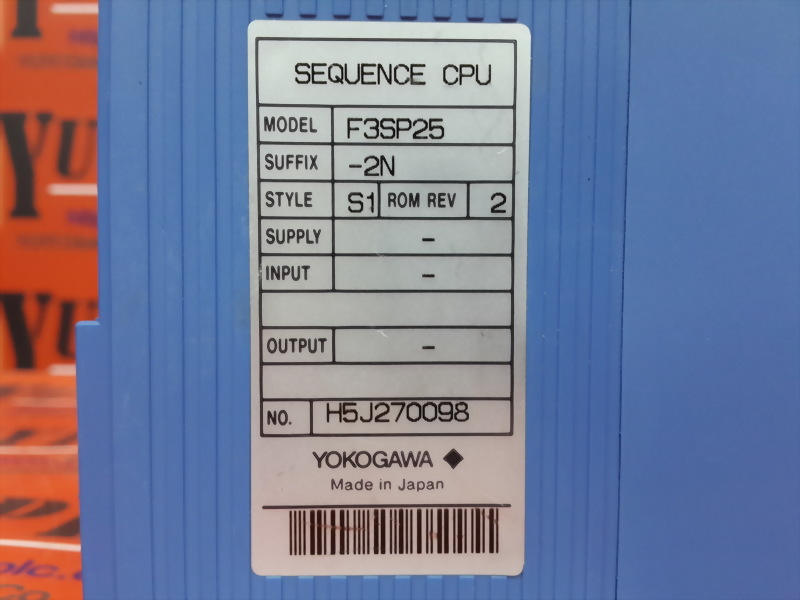 SEQUENCE CPU
MODEL F3SP25
SUFFIX -2N
STYLE S1 ROM REV 2
SUPPLY -
INPUT -
OUTPUT -
NO. H5J270098
YOKOGAWA
Made in Japan